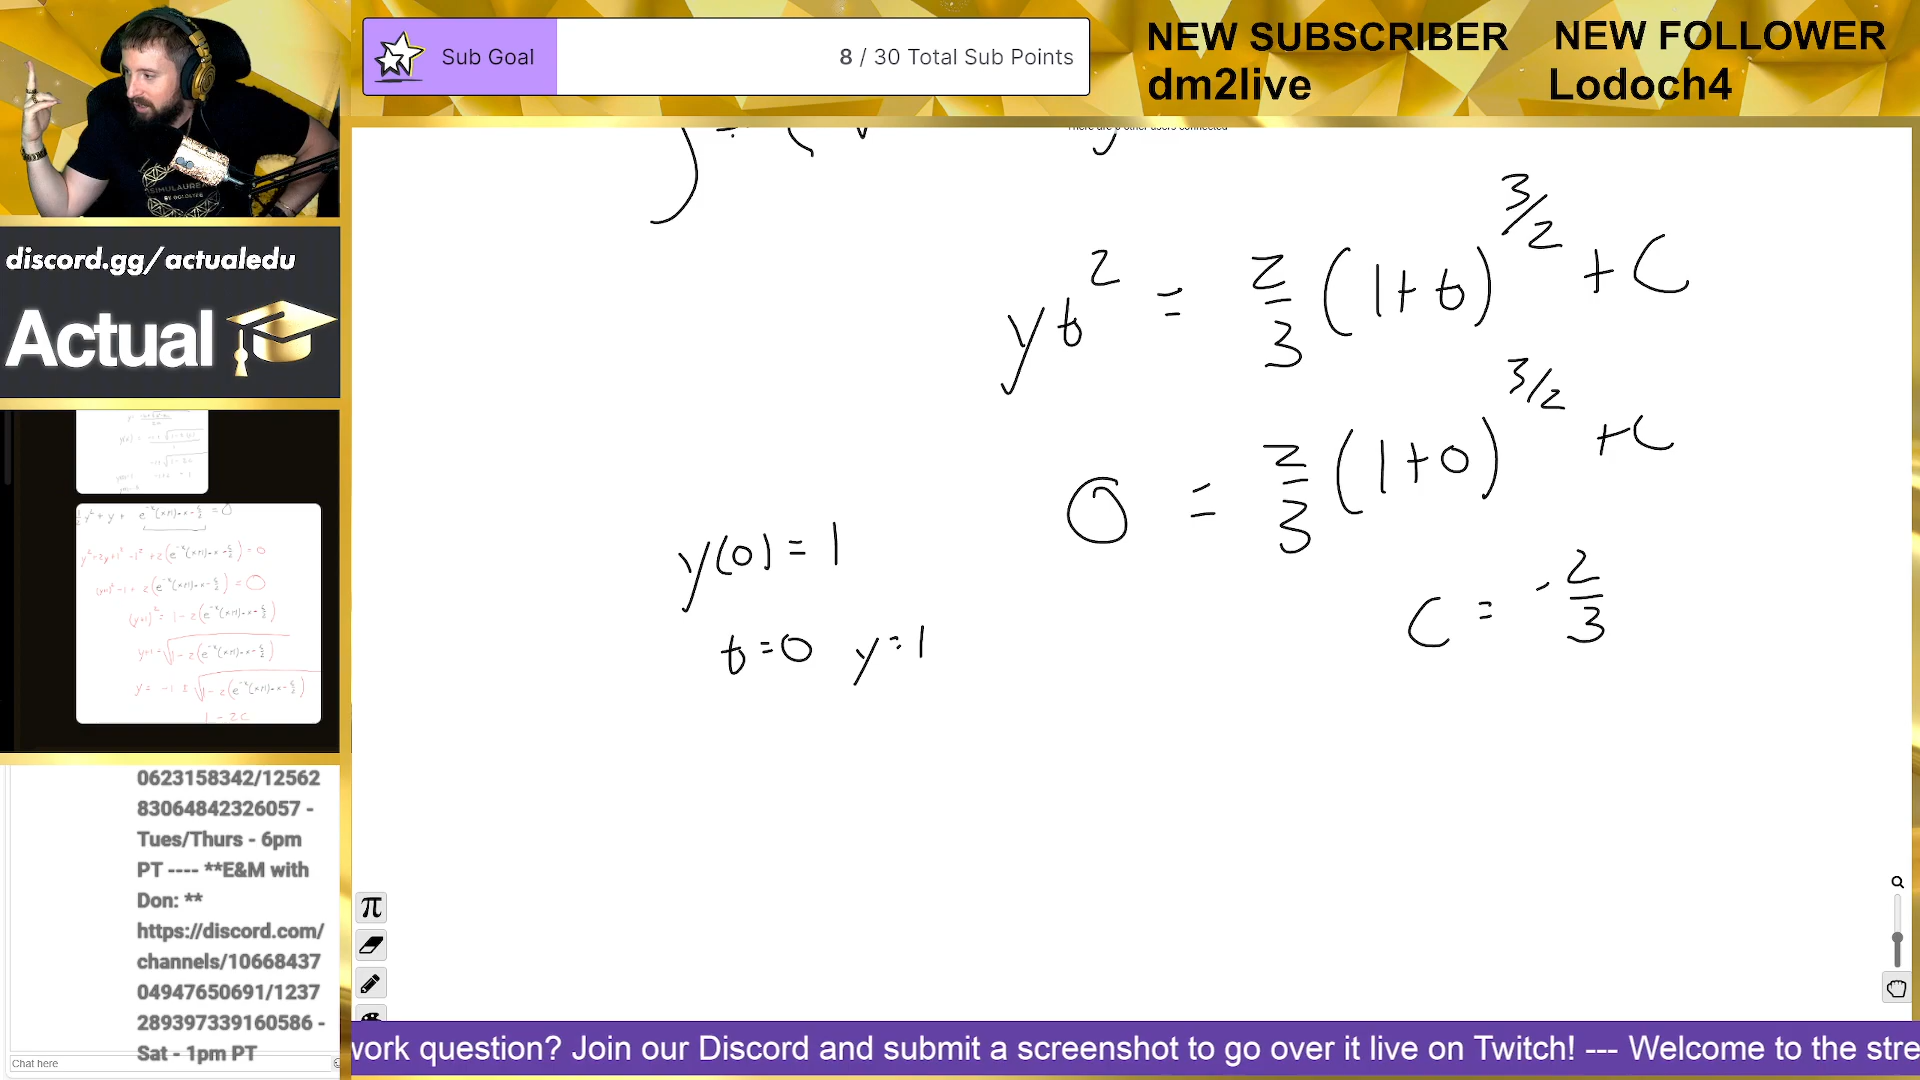 Sub Goal
8 / 30 Total Sub Points
NEW SUBSCRIBER
dm2live
NEW FOLLOWER
Lodoch4
discord.gg/actualedu
Actual
yt² = 2/3 (1+t)^3/2 + C
0 = 2/3 (1+0)^3/2 + C
y(0) = 1
t=0 y=1
C = -2/3
0623158342/12562
83064842326057 -
Tues/Thurs - 6pm
PT ---- **E&M with
Don: **
https://discord.com/
channels/10668437
04947650691/1237
289397339160586 -
Sat - 1pm PT
Chat here
π
work question? Join our Discord and submit a screenshot to go over it live on Twitch! --- Welcome to the stre